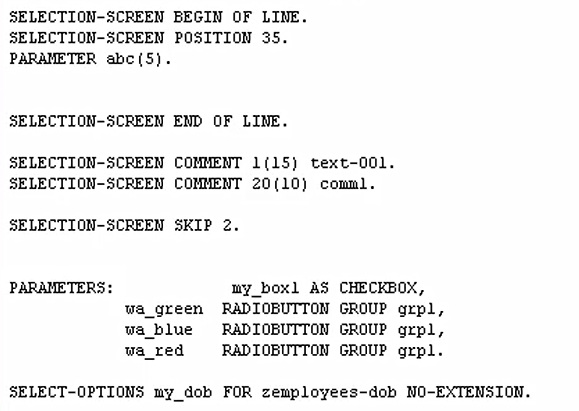 SELECTION-SCREEN BEGIN OF LINE.
SELECTION-SCREEN POSITION 35.
PARAMETER abc(5).
SELECTION-SCREEN END OF LINE.
SELECTION-SCREEN COMMENT 1(15) text-001.
SELECTION-SCREEN COMMENT 20(10) comm1.
SELECTION-SCREEN SKIP 2.
PARAMETERS: my_box1 AS CHECKBOX,
wa_green RADIOBUTTON GROUP grp1,
wa_blue RADIOBUTTON GROUP grp1,
wa_red RADIOBUTTON GROUP grp1.
SELECT-OPTIONS my_dob FOR zemployees-dob NO-EXTENSION.